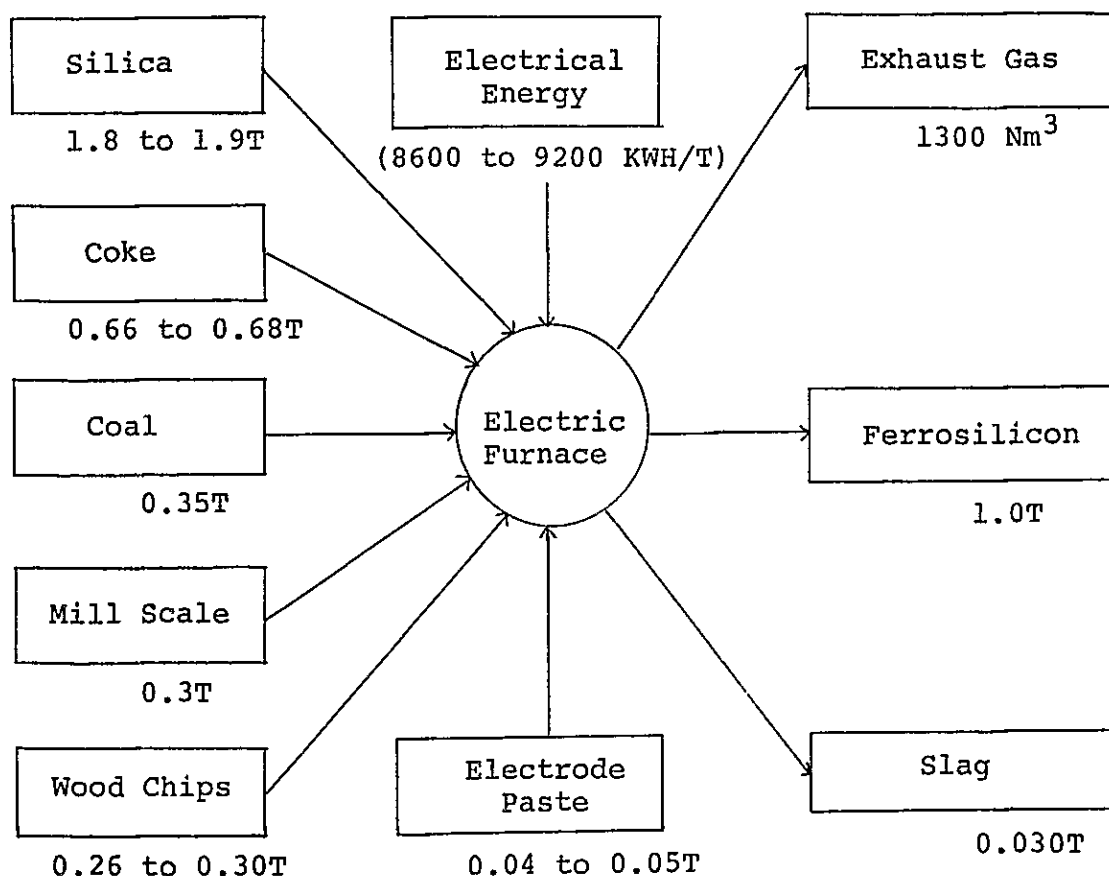 Silica
1.8 to 1.9T
Coke
0.66 to 0.68T
Coal
0.35T
Mill Scale
0.3T
Wood Chips
0.26 to 0.30T
Electrical
Energy
(8600 to 9200 KWH/T)
Electric
Furnace
Electrode
Paste
0.04 to 0.05T
Exhaust Gas
1300 Nm³
Ferrosilicon
1.0T
Slag
0.030T